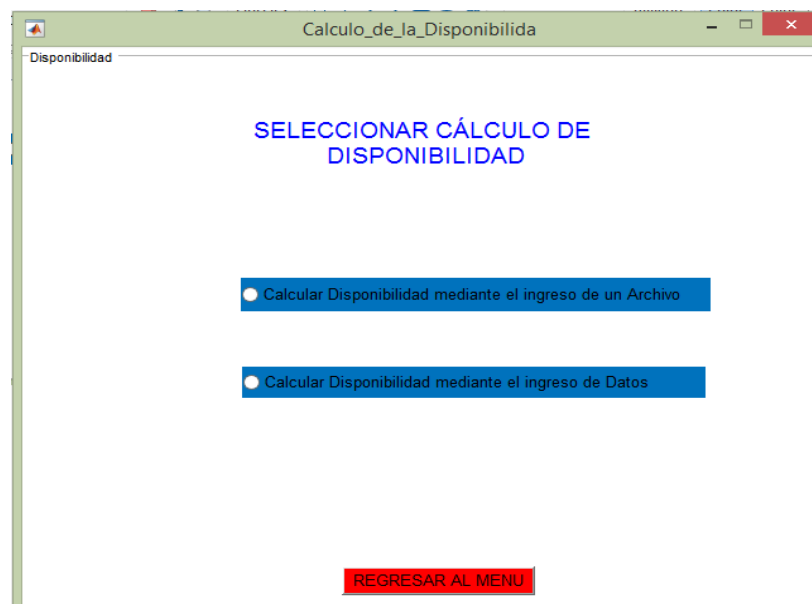 Calculo_de_la_Disponibilida
Disponibilidad
SELECCIONAR CÁLCULO DE
DISPONIBILIDAD
Calcular Disponibilidad mediante el ingreso de un Archivo
Calcular Disponibilidad mediante el ingreso de Datos
REGRESAR AL MENU